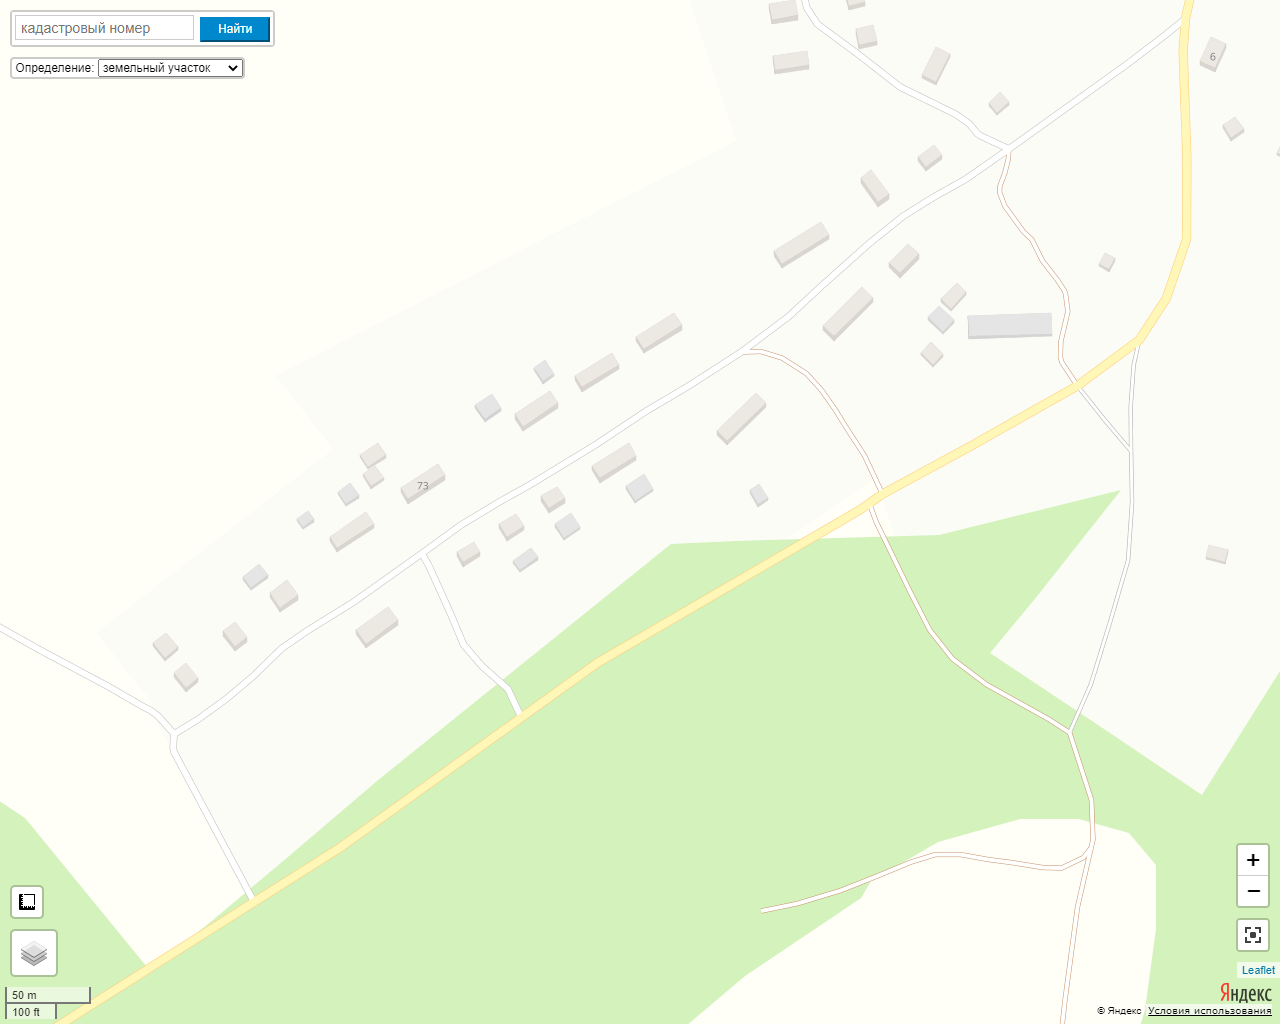 кадастровый номер
Найти
Определение: земельный участок
6
73
+
−
50 m
100 ft
Leaflet
Яндекс
© Яндекс Условия использования